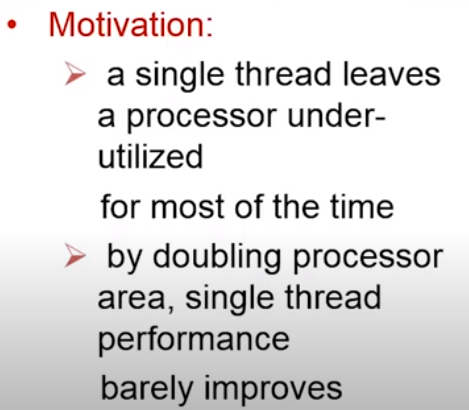 • Motivation:
➢ a single thread leaves
a processor under-
utilized
for most of the time
➢ by doubling processor
area, single thread
performance
barely improves